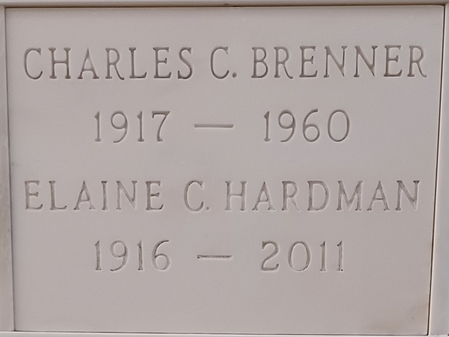 CHARLES C. BRENNER
1917 — 1960
ELAINE C. HARDMAN
1916 — 2011